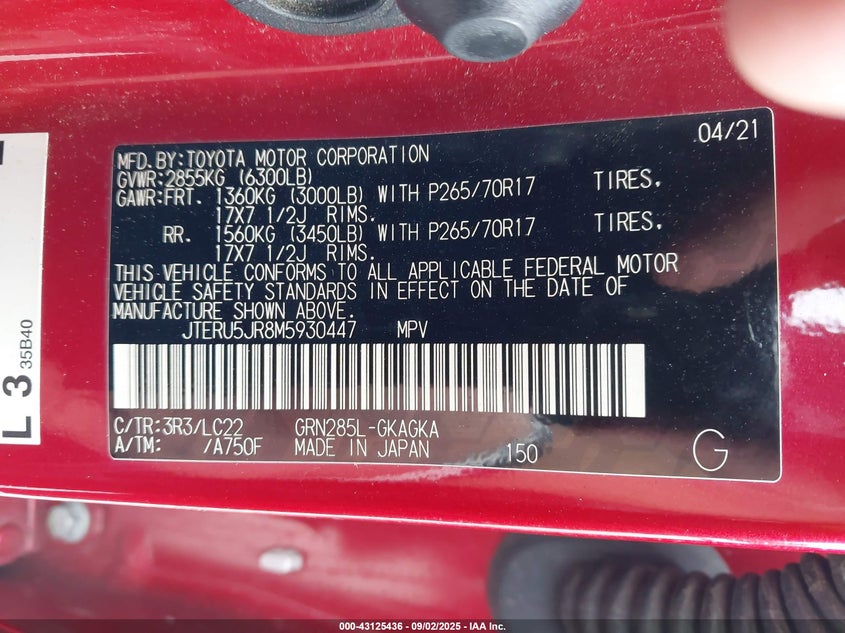 04/21
MFD.BY:TOYOTA MOTOR CORPORATION
GVWR:2855KG (6300LB)
GAWR:FRT. 1360KG (3000LB) WITH P265/70R17 TIRES,
17X7 1/2J RIMS.
RR. 1560KG (3450LB) WITH P265/70R17 TIRES,
17X7 1/2J RIMS.
THIS VEHICLE CONFORMS TO ALL APPLICABLE FEDERAL MOTOR
VEHICLE SAFETY STANDARDS IN EFFECT ON THE DATE OF
MANUFACTURE SHOWN ABOVE.
JTERU5JR8M5930447 MPV
C/TR:3R3/LC22 GRN285L-GKAGKA
A/TM: /A750F MADE IN JAPAN 150 G
L 3 35B40
000-43125436 - 09/02/2025 - IAA Inc.